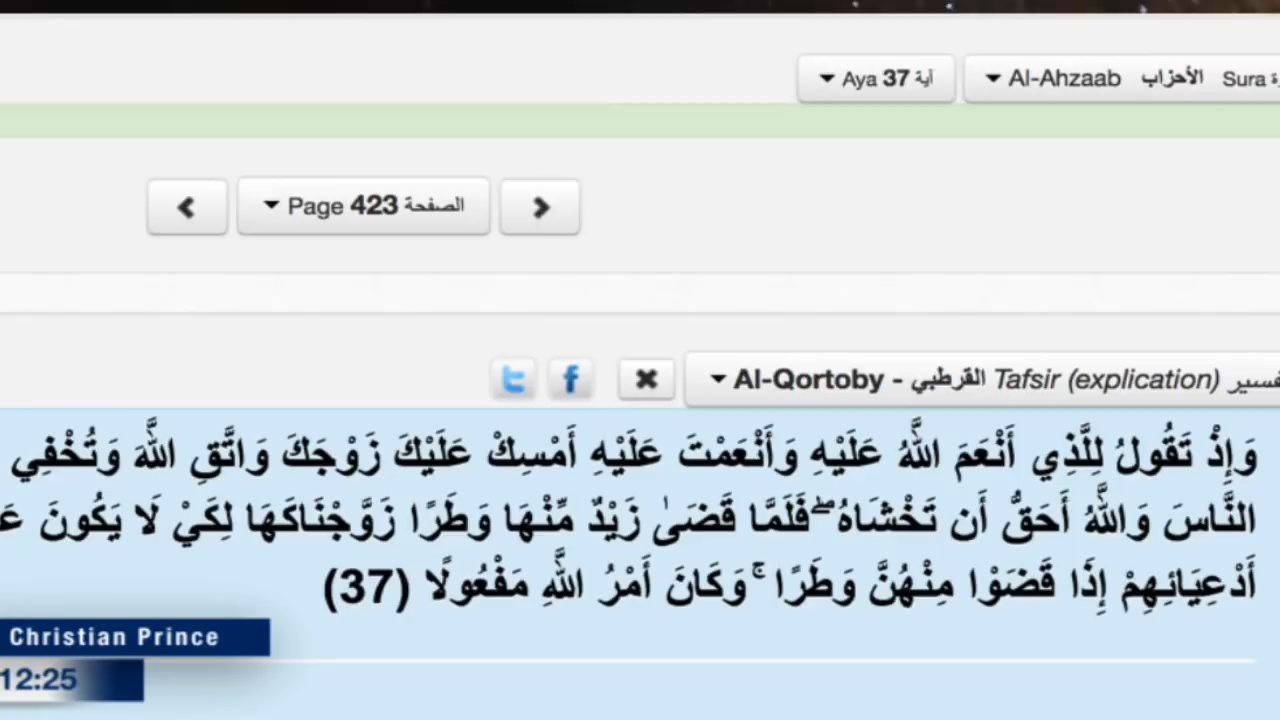 Aya 37 آية
Al-Ahzaab الأحزاب Sura
Page 423 الصفحة
Al-Qortoby - القرطبي Tafsir (explication)
وَإِذْ تَقُولُ لِلَّذِي أَنْعَمَ اللَّهُ عَلَيْهِ وَأَنْعَمْتَ عَلَيْهِ أَمْسِكْ عَلَيْكَ زَوْجَكَ وَاتَّقِ اللَّهَ وَتُخْفِي
النَّاسَ وَاللَّهُ أَحَقُّ أَن تَخْشَاهُ ۖ فَلَمَّا قَضَىٰ زَيْدٌ مِّنْهَا وَطَرًا زَوَّجْنَاكَهَا لِكَيْ لَا يَكُونَ
أَدْعِيَائِهِمْ إِذَا قَضَوْا مِنْهُنَّ وَطَرًا ۚ وَكَانَ أَمْرُ اللَّهِ مَفْعُولًا (37)
Christian Prince
12:25